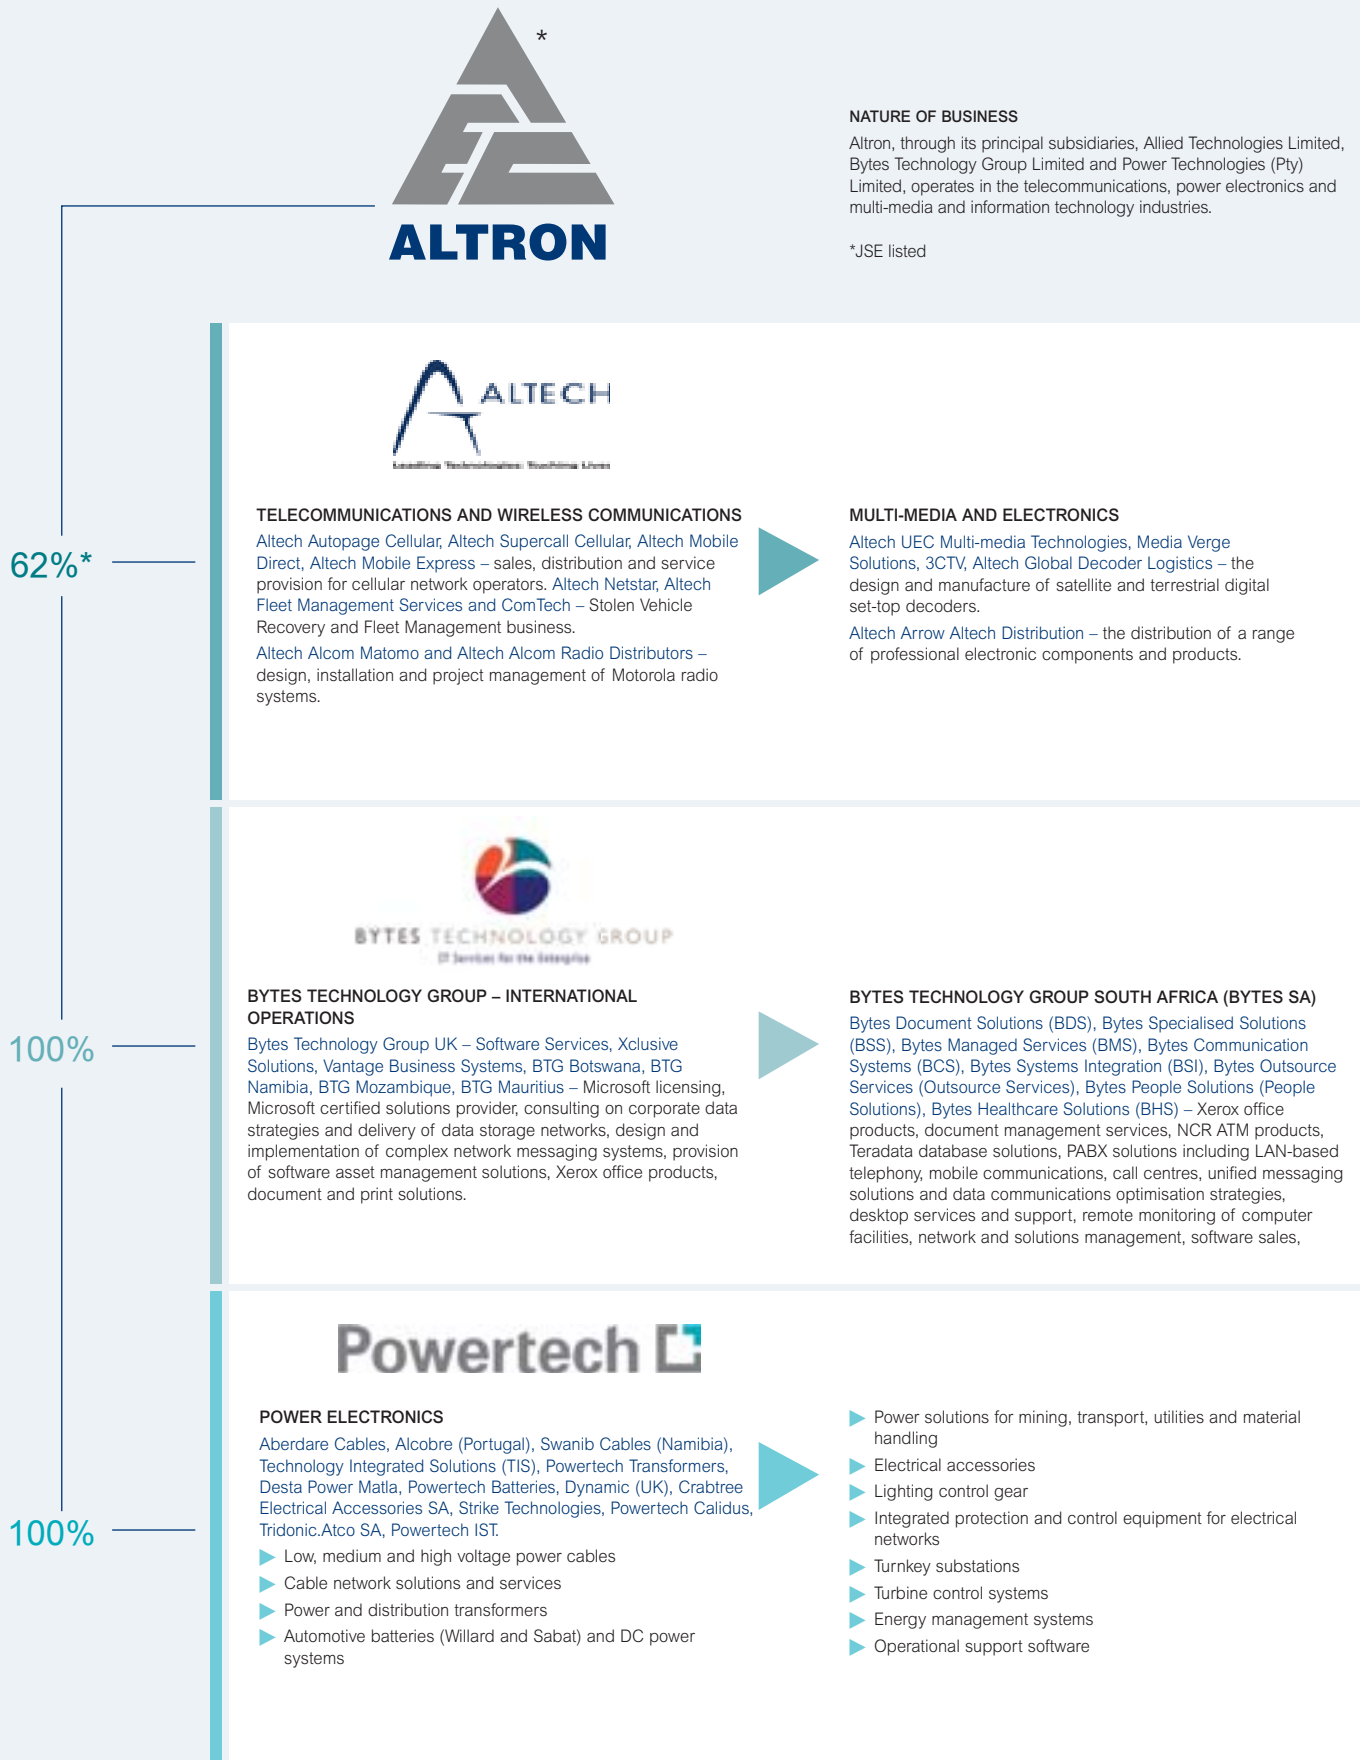 *
ALTRON
NATURE OF BUSINESS
Altron, through its principal subsidiaries, Allied Technologies Limited,
Bytes Technology Group Limited and Power Technologies (Pty)
Limited, operates in the telecommunications, power electronics and
multi-media and information technology industries.
*JSE listed
62%*
ALTECH
Leading Technologies Touching Lives
TELECOMMUNICATIONS AND WIRELESS COMMUNICATIONS
Altech Autopage Cellular, Altech Supercall Cellular, Altech Mobile
Direct, Altech Mobile Express – sales, distribution and service
provision for cellular network operators. Altech Netstar, Altech
Fleet Management Services and ComTech – Stolen Vehicle
Recovery and Fleet Management business.
Altech Alcom Matomo and Altech Alcom Radio Distributors –
design, installation and project management of Motorola radio
systems.
MULTI-MEDIA AND ELECTRONICS
Altech UEC Multi-media Technologies, Media Verge
Solutions, 3CTV, Altech Global Decoder Logistics – the
design and manufacture of satellite and terrestrial digital
set-top decoders.
Altech Arrow Altech Distribution – the distribution of a range
of professional electronic components and products.
100%
BYTES TECHNOLOGY GROUP
IT Services for the Enterprise
BYTES TECHNOLOGY GROUP – INTERNATIONAL
OPERATIONS
Bytes Technology Group UK – Software Services, Xclusive
Solutions, Vantage Business Systems, BTG Botswana, BTG
Namibia, BTG Mozambique, BTG Mauritius – Microsoft licensing,
Microsoft certified solutions provider, consulting on corporate data
strategies and delivery of data storage networks, design and
implementation of complex network messaging systems, provision
of software asset management solutions, Xerox office products,
document and print solutions.
BYTES TECHNOLOGY GROUP SOUTH AFRICA (BYTES SA)
Bytes Document Solutions (BDS), Bytes Specialised Solutions
(BSS), Bytes Managed Services (BMS), Bytes Communication
Systems (BCS), Bytes Systems Integration (BSI), Bytes Outsource
Services (Outsource Services), Bytes People Solutions (People
Solutions), Bytes Healthcare Solutions (BHS) – Xerox office
products, document management services, NCR ATM products,
Teradata database solutions, PABX solutions including LAN-based
telephony, mobile communications, call centres, unified messaging
solutions and data communications optimisation strategies,
desktop services and support, remote monitoring of computer
facilities, network and solutions management, software sales,
100%
Powertech
POWER ELECTRONICS
Aberdare Cables, Alcobre (Portugal), Swanib Cables (Namibia),
Technology Integrated Solutions (TIS), Powertech Transformers,
Desta Power Matla, Powertech Batteries, Dynamic (UK), Crabtree
Electrical Accessories SA, Strike Technologies, Powertech Calidus,
Tridonic.Atco SA, Powertech IST.
Low, medium and high voltage power cables
Cable network solutions and services
Power and distribution transformers
Automotive batteries (Willard and Sabat) and DC power
systems
Power solutions for mining, transport, utilities and material
handling
Electrical accessories
Lighting control gear
Integrated protection and control equipment for electrical
networks
Turnkey substations
Turbine control systems
Energy management systems
Operational support software